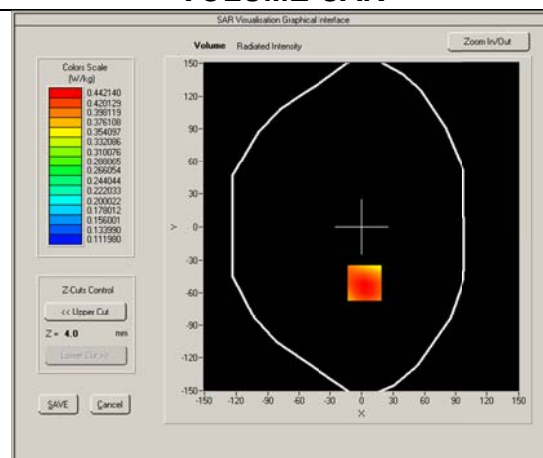 SAR Visualisation Graphical Interface
Volume Radiated Intensity
Zoom In/Out
Colors Scale
(W/kg)
0.442140
0.420129
0.398119
0.376108
0.354097
0.332086
0.310076
0.288065
0.266054
0.244044
0.222033
0.200022
0.178012
0.156001
0.133990
0.111980
Z-Cuts Control
<< Upper Cut
Z = 4.0 mm
Lower Cut >>
SAVE Cancel
150-
120-
90-
60-
30-
Y 0-
-30-
-60-
-90-
-120-
-150-
-150 -120 -90 -60 -30 0 30 60 90 120 150
X